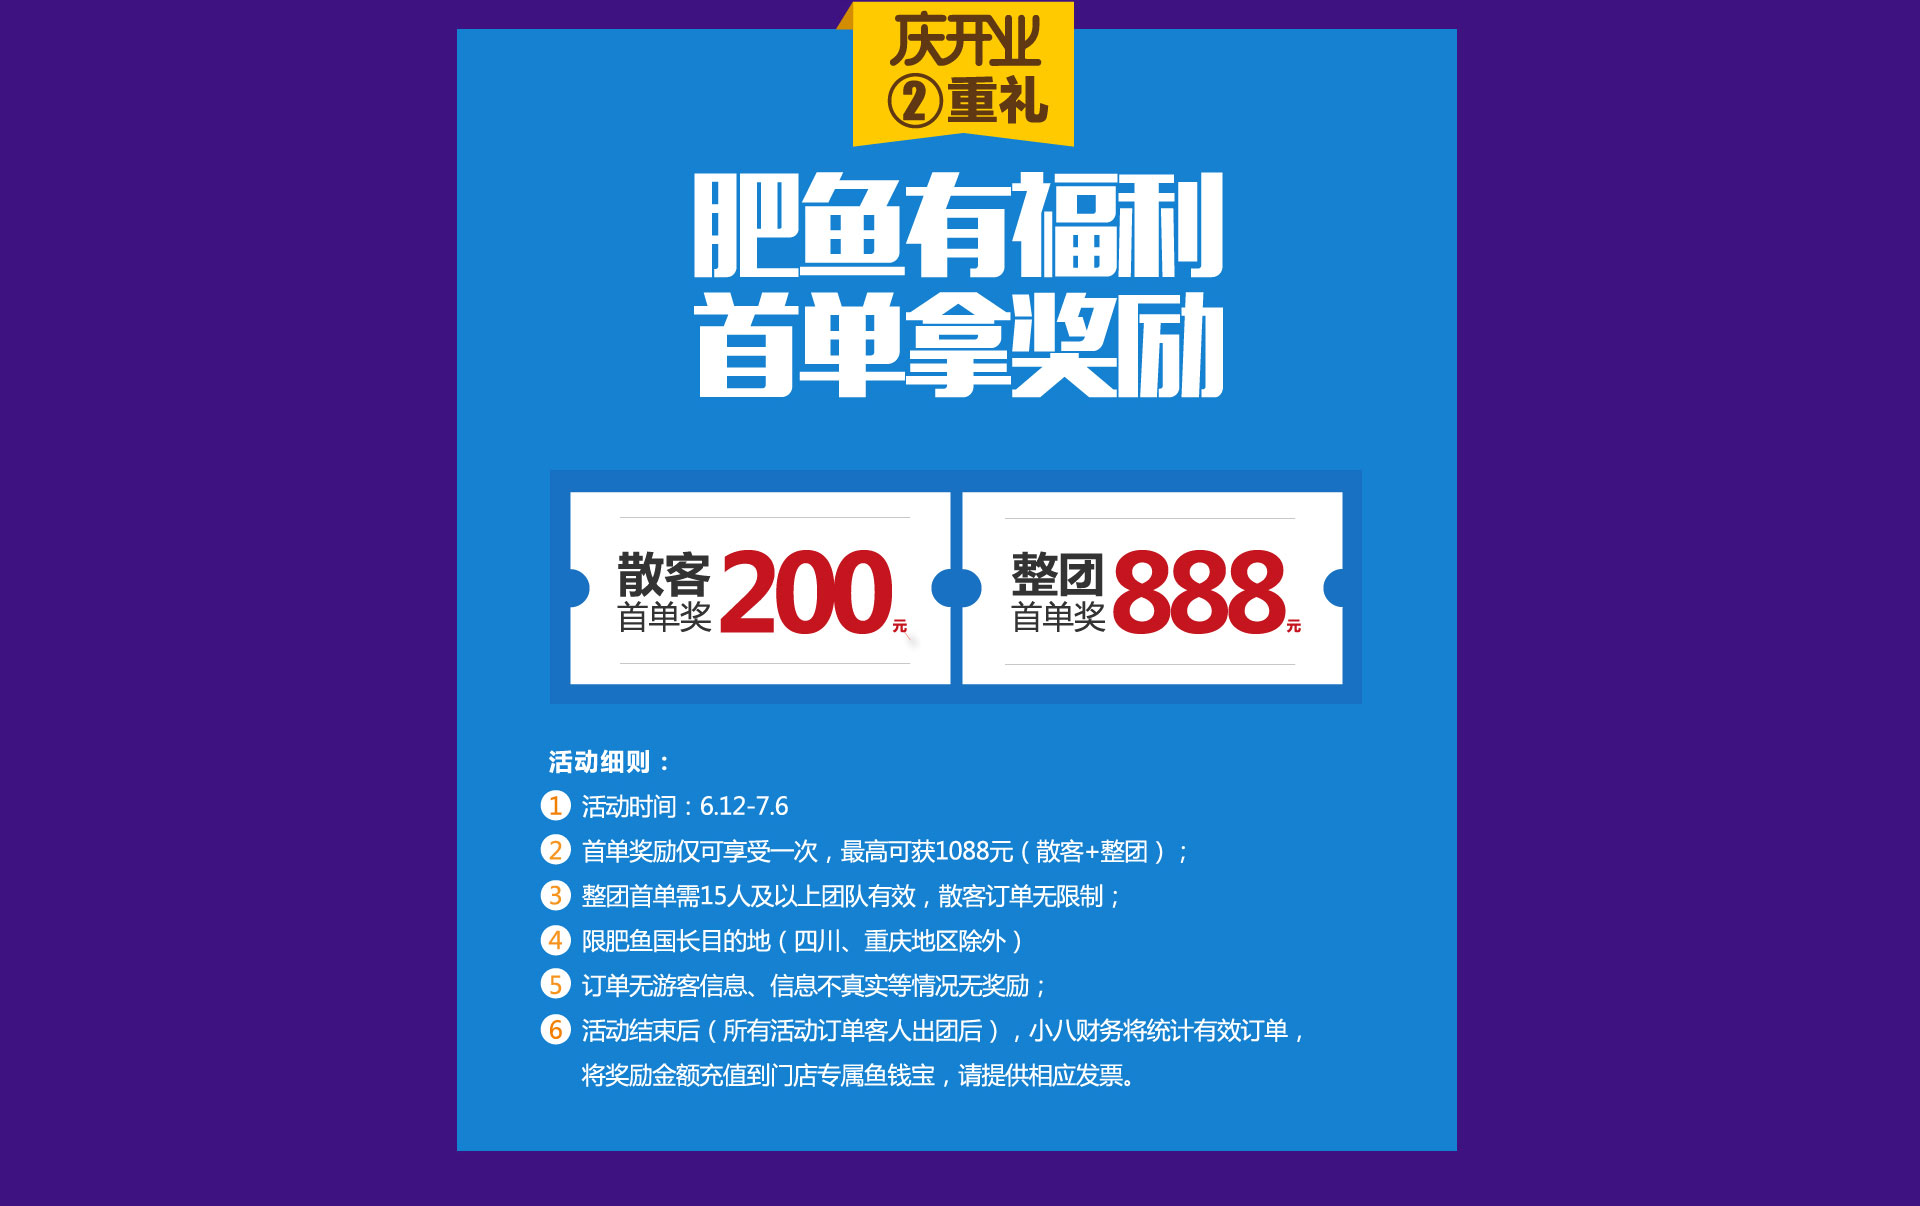 庆开业
②重礼
肥鱼有福利
首单拿奖励
散客
首单奖
200元
整团
首单奖
888元
活动细则：
1 活动时间：6.12-7.6
2 首单奖励仅可享受一次，最高可获1088元（散客+整团）；
3 整团首单需15人及以上团队有效，散客订单无限制；
4 限肥鱼国长目的地（四川、重庆地区除外）
5 订单无游客信息、信息不真实等情况无奖励；
6 活动结束后（所有活动订单客人出团后），小八财务将统计有效订单，
将奖励金额充值到门店专属鱼钱宝，请提供相应发票。